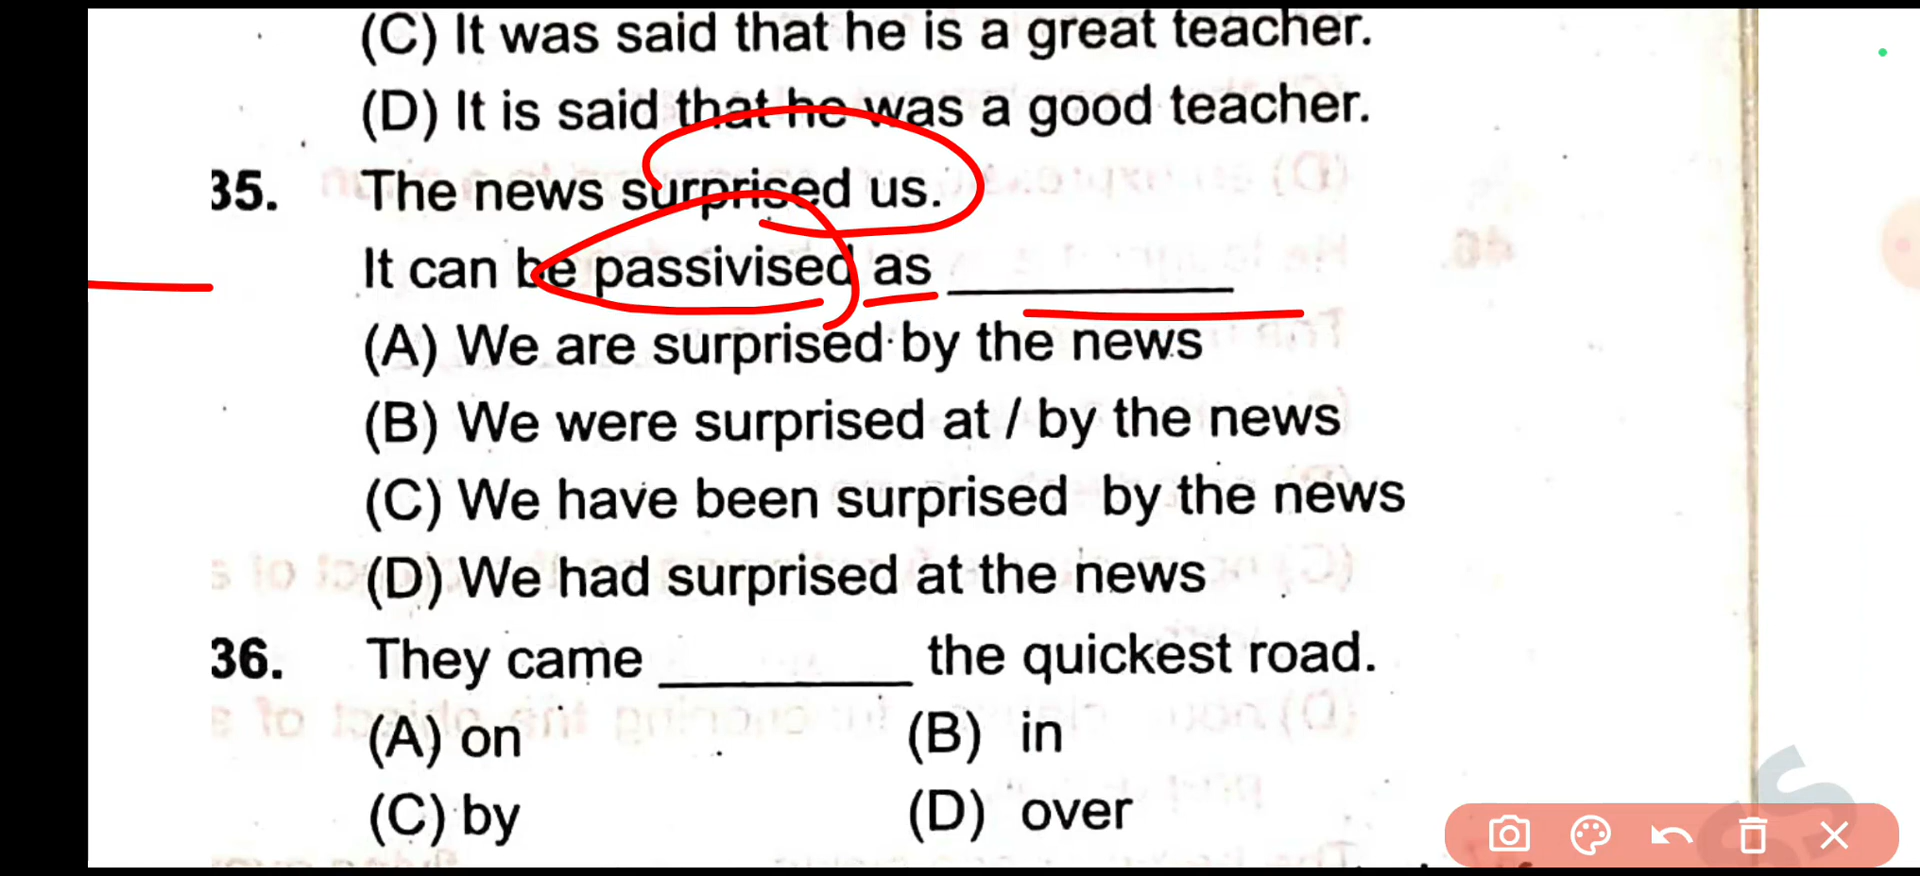 (C) It was said that he is a great teacher.
(D) It is said that he was a good teacher.
35. The news surprised us.
It can be passivised as __________
(A) We are surprised by the news
(B) We were surprised at / by the news
(C) We have been surprised by the news
(D) We had surprised at the news
36. They came __________ the quickest road.
(A) on (B) in
(C) by (D) over